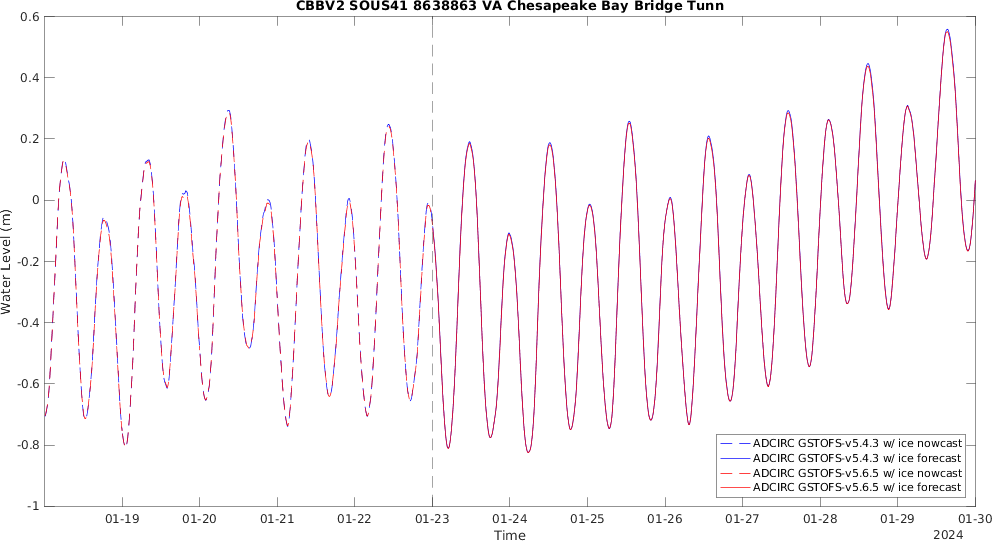 CBBV2 SOUS41 8638863 VA Chesapeake Bay Bridge Tunn
0.6
0.4
0.2
0
-0.2
-0.4
-0.6
-0.8
-1
Water Level (m)
ADCIRC GSTOFS-v5.4.3 w/ ice nowcast
ADCIRC GSTOFS-v5.4.3 w/ ice forecast
ADCIRC GSTOFS-v5.6.5 w/ ice nowcast
ADCIRC GSTOFS-v5.6.5 w/ ice forecast
01-19 01-20 01-21 01-22 01-23 01-24 01-25 01-26 01-27 01-28 01-29 01-30
Time
2024